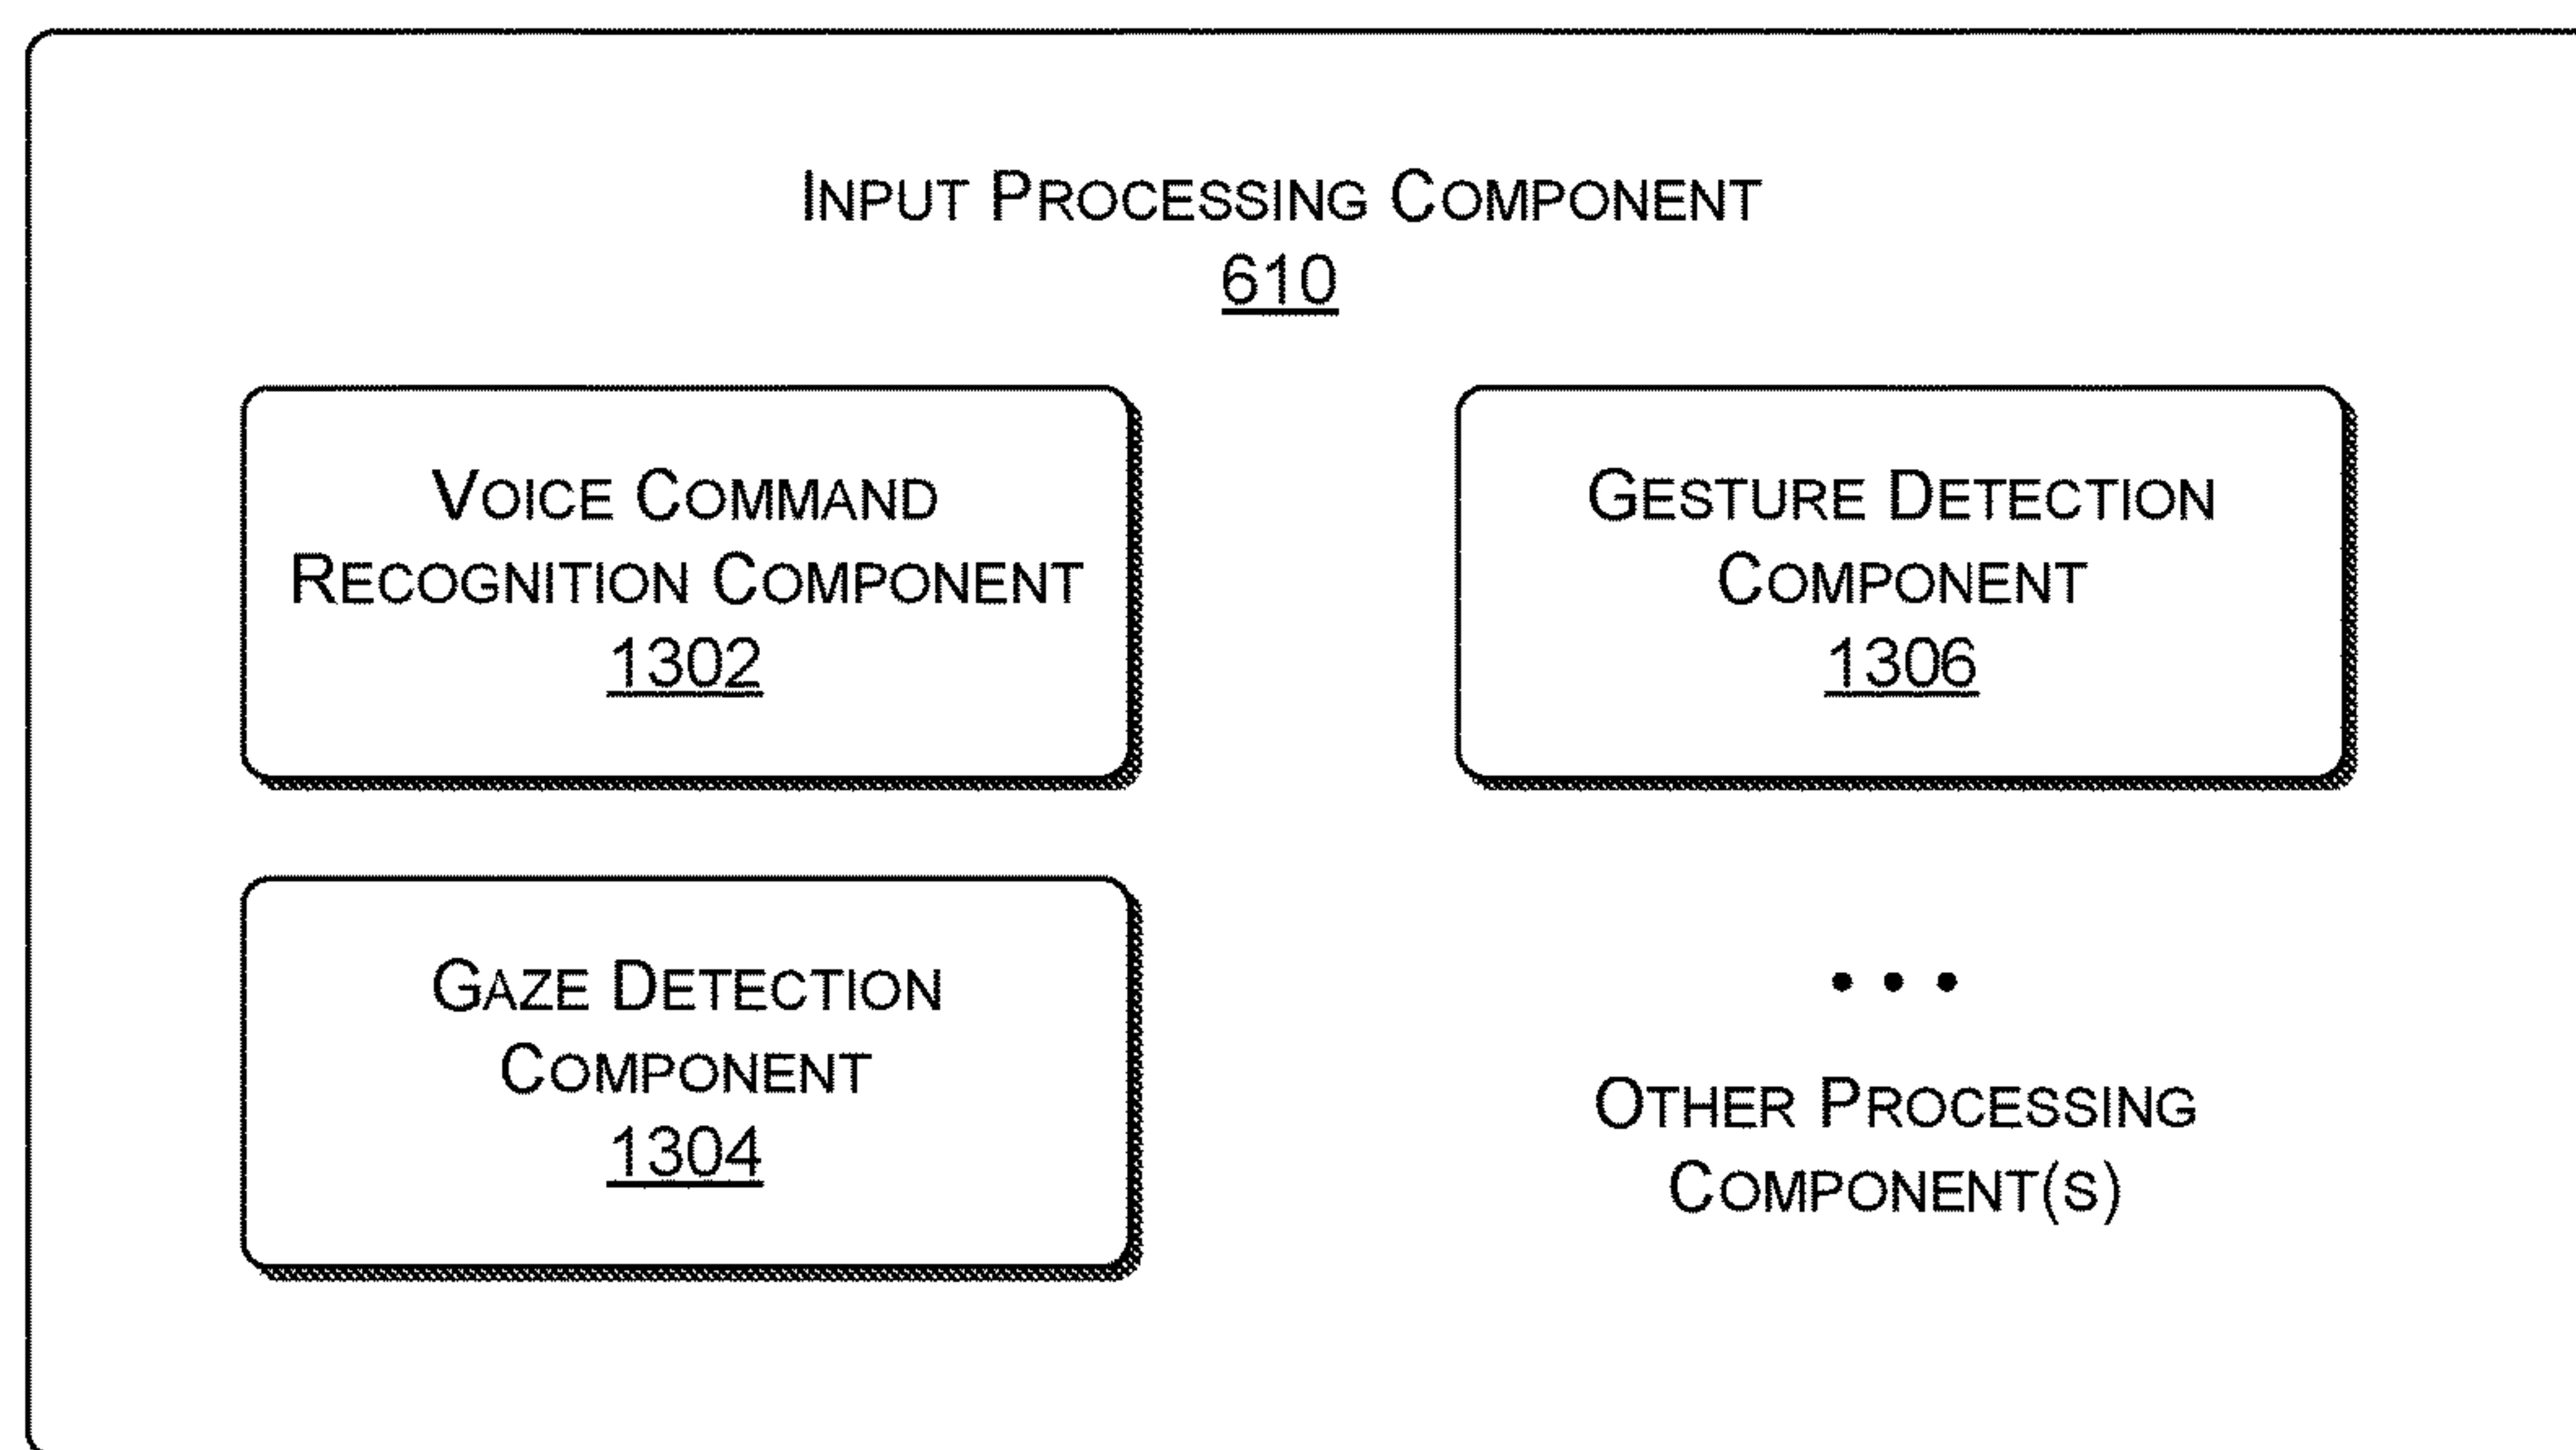 INPUT PROCESSING COMPONENT
610
VOICE COMMAND
RECOGNITION COMPONENT
1302
GESTURE DETECTION
COMPONENT
1306
GAZE DETECTION
COMPONENT
1304
• • •
OTHER PROCESSING
COMPONENT(S)